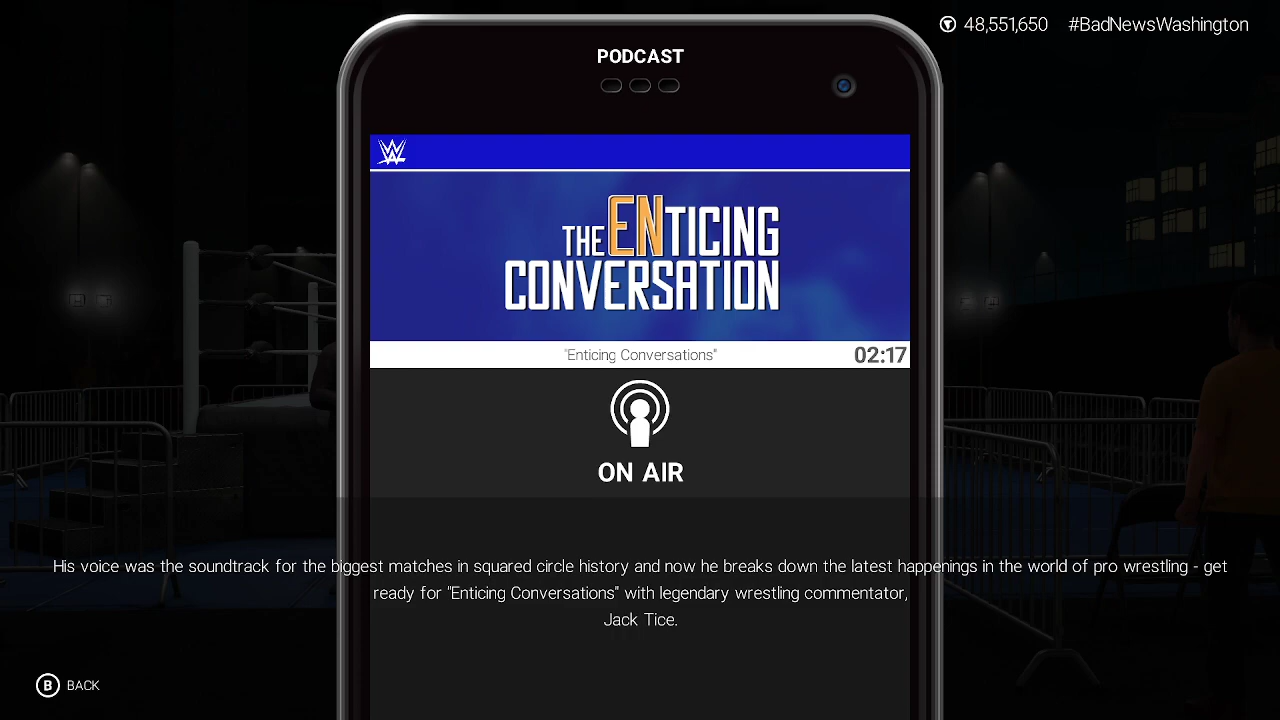 48,551,650 #BadNewsWashington
PODCAST
W
THE ENTICING
CONVERSATION
"Enticing Conversations" 02:17
ON AIR
His voice was the soundtrack for the biggest matches in squared circle history and now he breaks down the latest happenings in the world of pro wrestling - get
ready for "Enticing Conversations" with legendary wrestling commentator,
Jack Tice.
B BACK